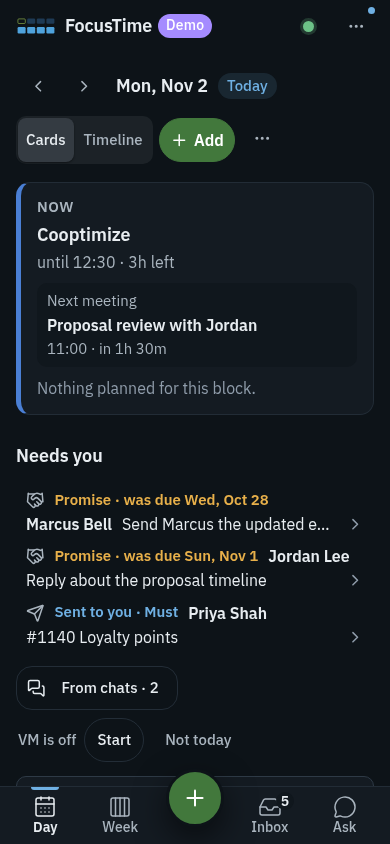 FocusTime Demo
Mon, Nov 2 Today
Cards Timeline + Add
NOW
Cooptimize
until 12:30 · 3h left
Next meeting
Proposal review with Jordan
11:00 · in 1h 30m
Nothing planned for this block.
Needs you
Promise · was due Wed, Oct 28
Marcus Bell Send Marcus the updated e...
Promise · was due Sun, Nov 1 Jordan Lee
Reply about the proposal timeline
Sent to you · Must Priya Shah
#1140 Loyalty points
From chats · 2
VM is off Start Not today
5
Day Week Inbox Ask